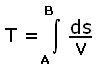 T = ∫_A^B ds/v